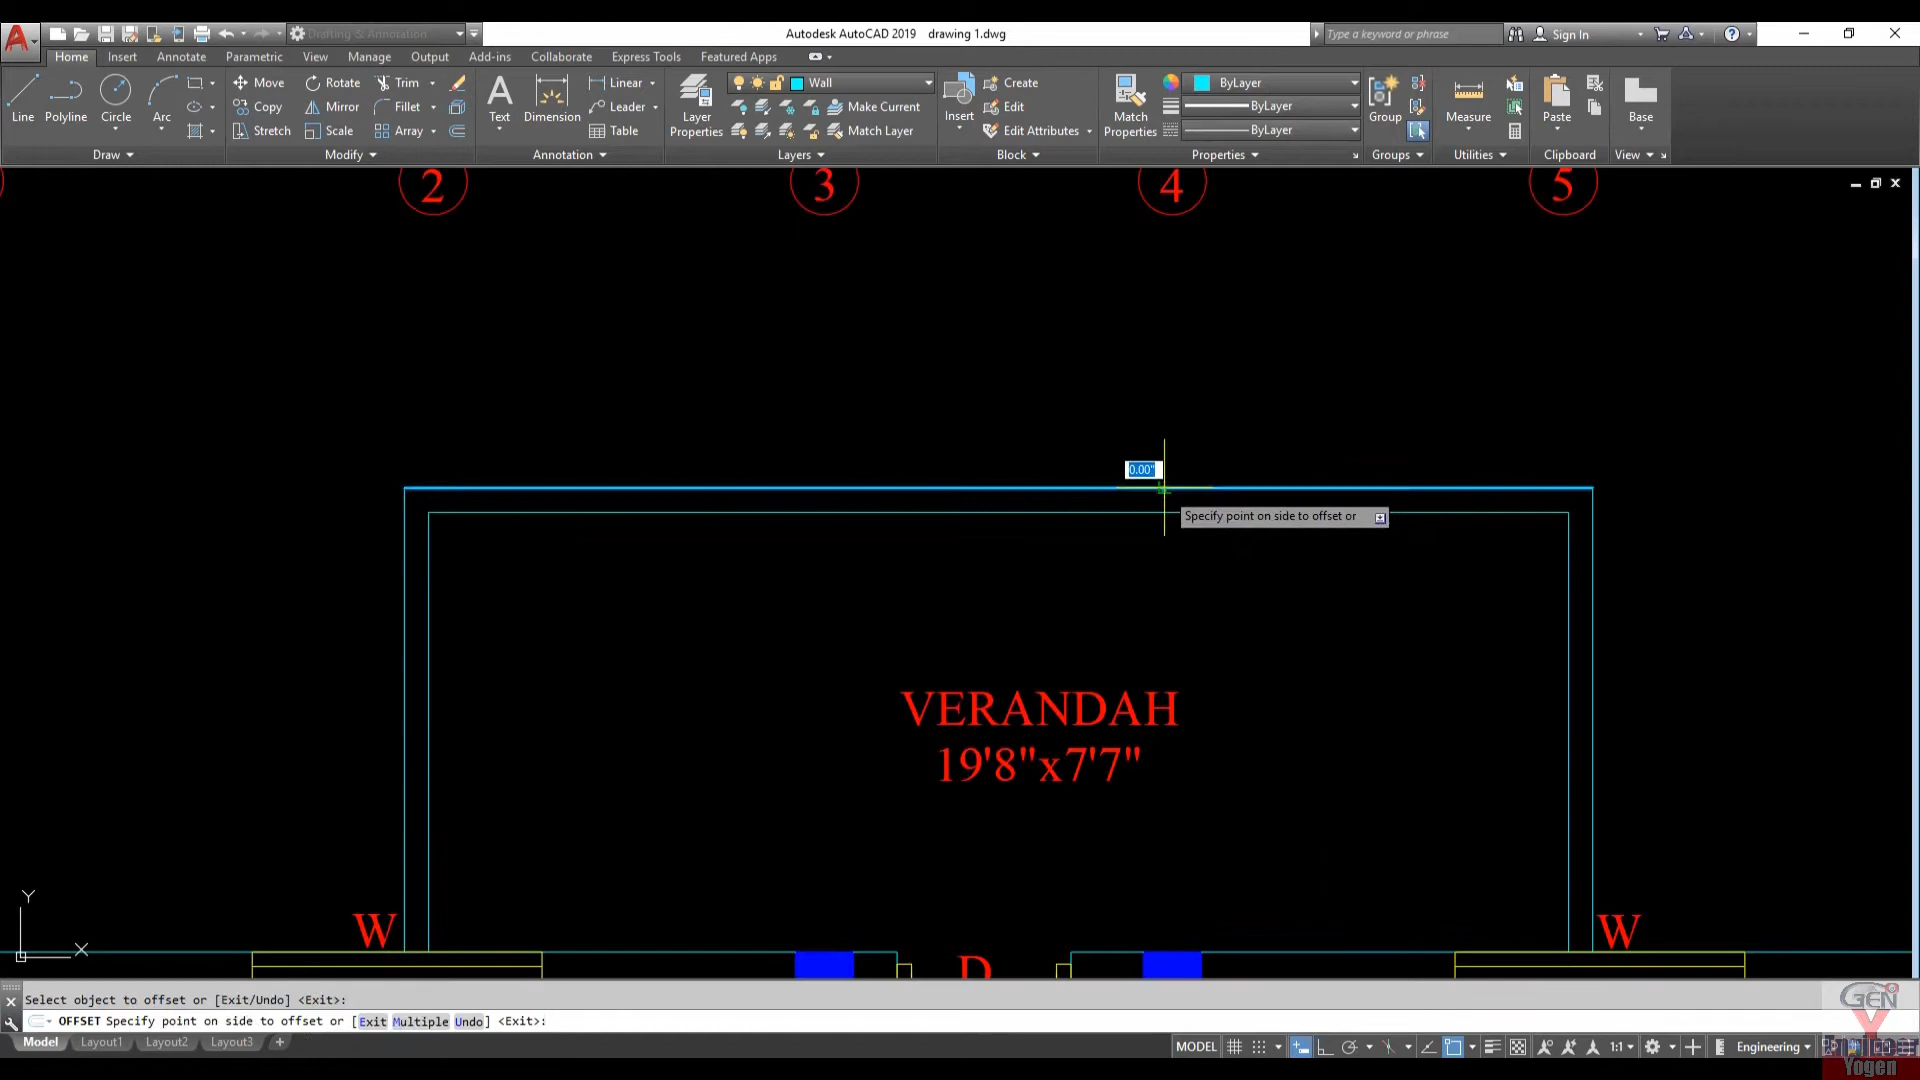 Drafting & Annotation
Autodesk AutoCAD 2019 drawing 1.dwg
Type a keyword or phrase
Sign In
Home Insert Annotate Parametric View Manage Output Add-ins Collaborate Express Tools Featured Apps
Line Polyline Circle Arc
Move Rotate Trim
Copy Mirror Fillet
Stretch Scale Array
Text Dimension
Linear
Leader
Table
Layer Properties
Wall
Make Current
Match Layer
Insert
Create
Edit
Edit Attributes
Match Properties
ByLayer
ByLayer
ByLayer
Group
Measure
Paste
Base
Draw Modify Annotation Layers Block Properties Groups Utilities Clipboard View
2 3 4 5
0.00"
Specify point on side to offset or
VERANDAH
19'8"x7'7"
W W
D
Y
X
Select object to offset or [Exit/Undo] <Exit>:
OFFSET Specify point on side to offset or [Exit Multiple Undo] <Exit>:
Model Layout1 Layout2 Layout3 +
MODEL 1:1 Engineering
GEN
Y
Yogen